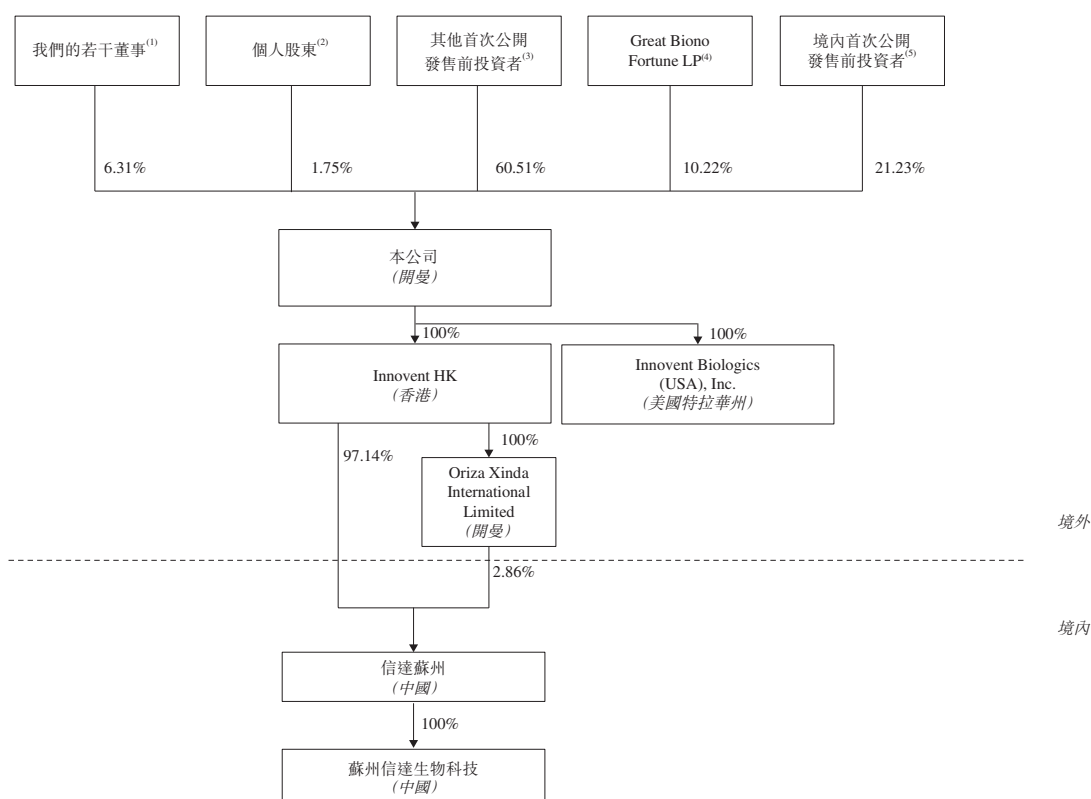 我們的若干董事(1)
個人股東(2)
其他首次公開
發售前投資者(3)
Great Biono
Fortune LP(4)
境內首次公開
發售前投資者(5)
6.31%
1.75%
60.51%
10.22%
21.23%
本公司
(開曼)
100%
100%
Innovent HK
(香港)
Innovent Biologics
(USA), Inc.
(美國特拉華州)
97.14%
100%
Oriza Xinda
International
Limited
(開曼)
境外
2.86%
境內
信達蘇州
(中國)
100%
蘇州信達生物科技
(中國)